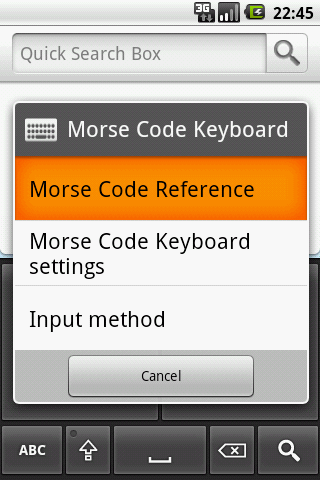 3G
22:45
Quick Search Box
Morse Code Keyboard
Morse Code Reference
Morse Code Keyboard
settings
Input method
Cancel
ABC